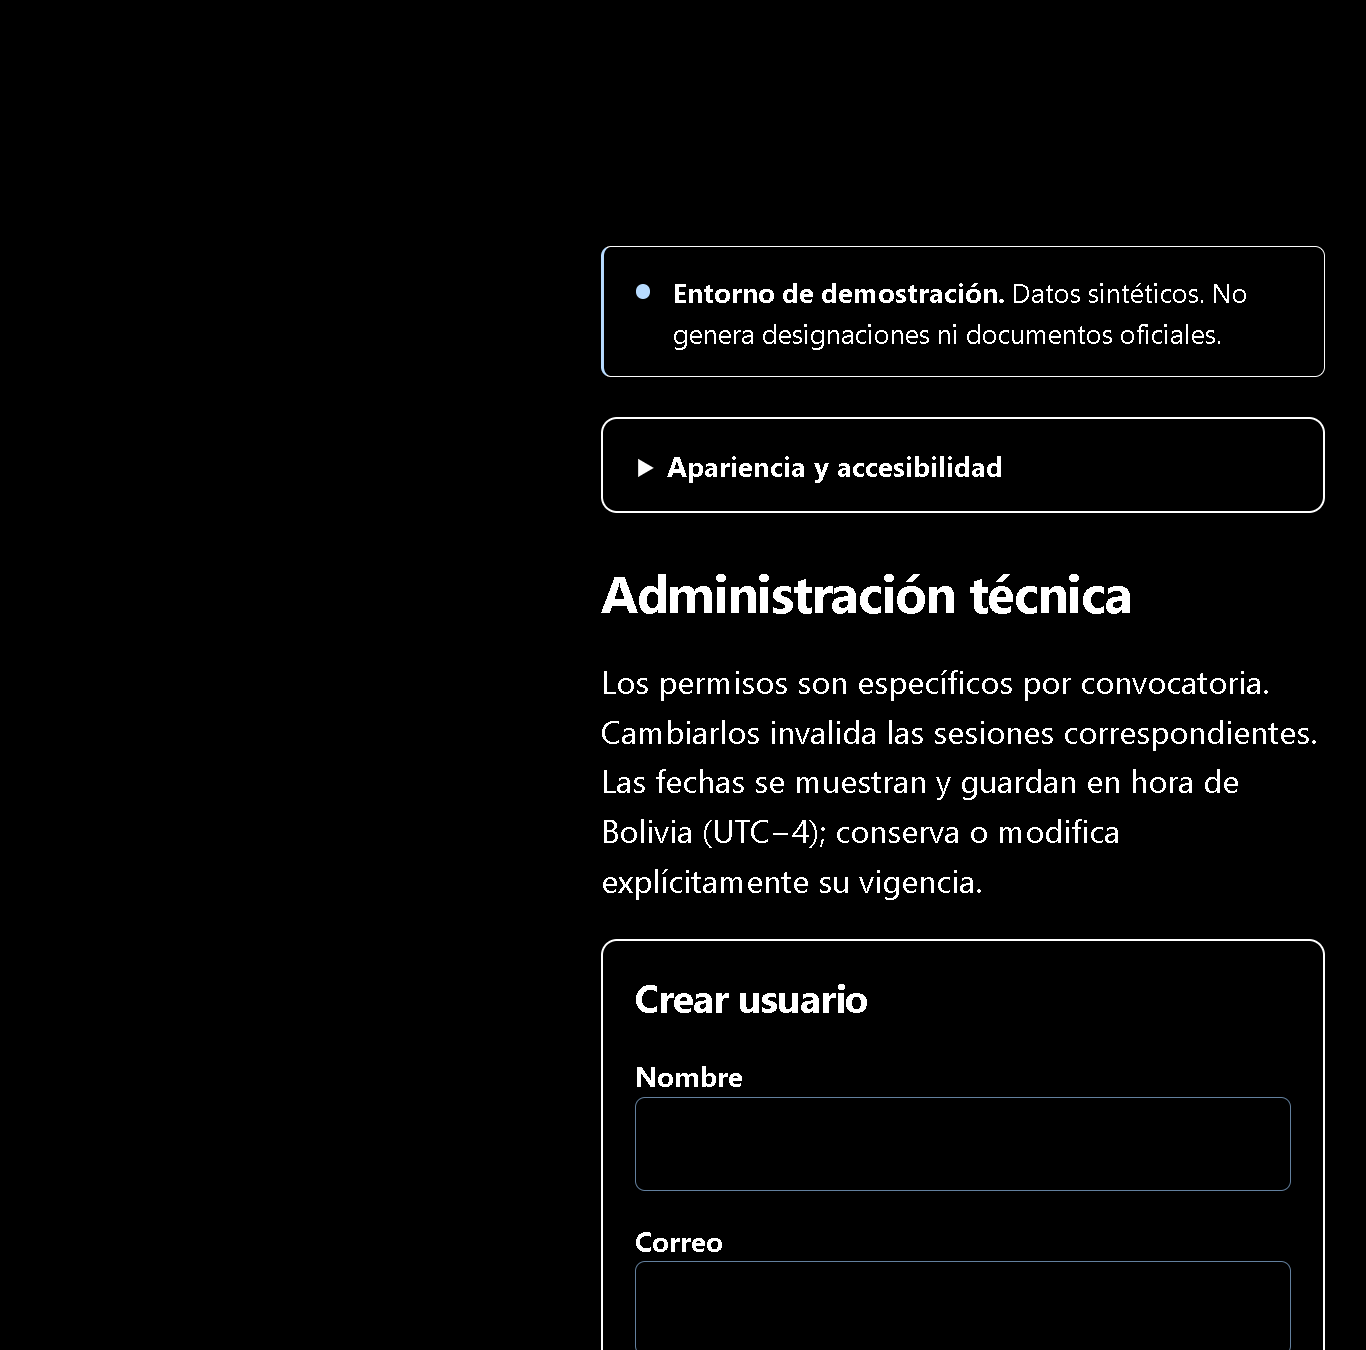 Entorno de demostración. Datos sintéticos. No
genera designaciones ni documentos oficiales.
Apariencia y accesibilidad
Administración técnica
Los permisos son específicos por convocatoria.
Cambiarlos invalida las sesiones correspondientes.
Las fechas se muestran y guardan en hora de
Bolivia (UTC−4); conserva o modifica
explícitamente su vigencia.
Crear usuario
Nombre
Correo